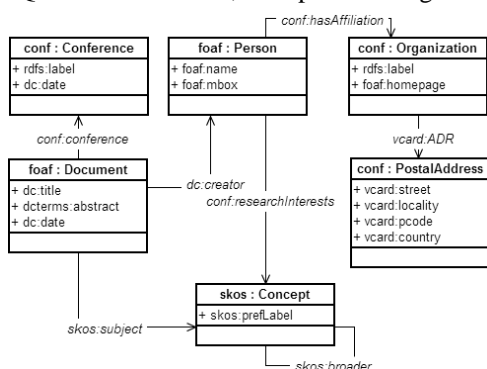 conf:hasAffiliation
conf : Conference
+ rdfs:label
+ dc:date
foaf : Person
+ foaf:name
+ foaf:mbox
conf : Organization
+ rdfs:label
+ foaf:homepage
conf:conference
vcard:ADR
foaf : Document
+ dc:title
+ dcterms:abstract
+ dc:date
dc:creator
conf:researchInterests
conf : PostalAddress
+ vcard:street
+ vcard:locality
+ vcard:pcode
+ vcard:country
skos : Concept
+ skos:prefLabel
skos:subject
skos:broader